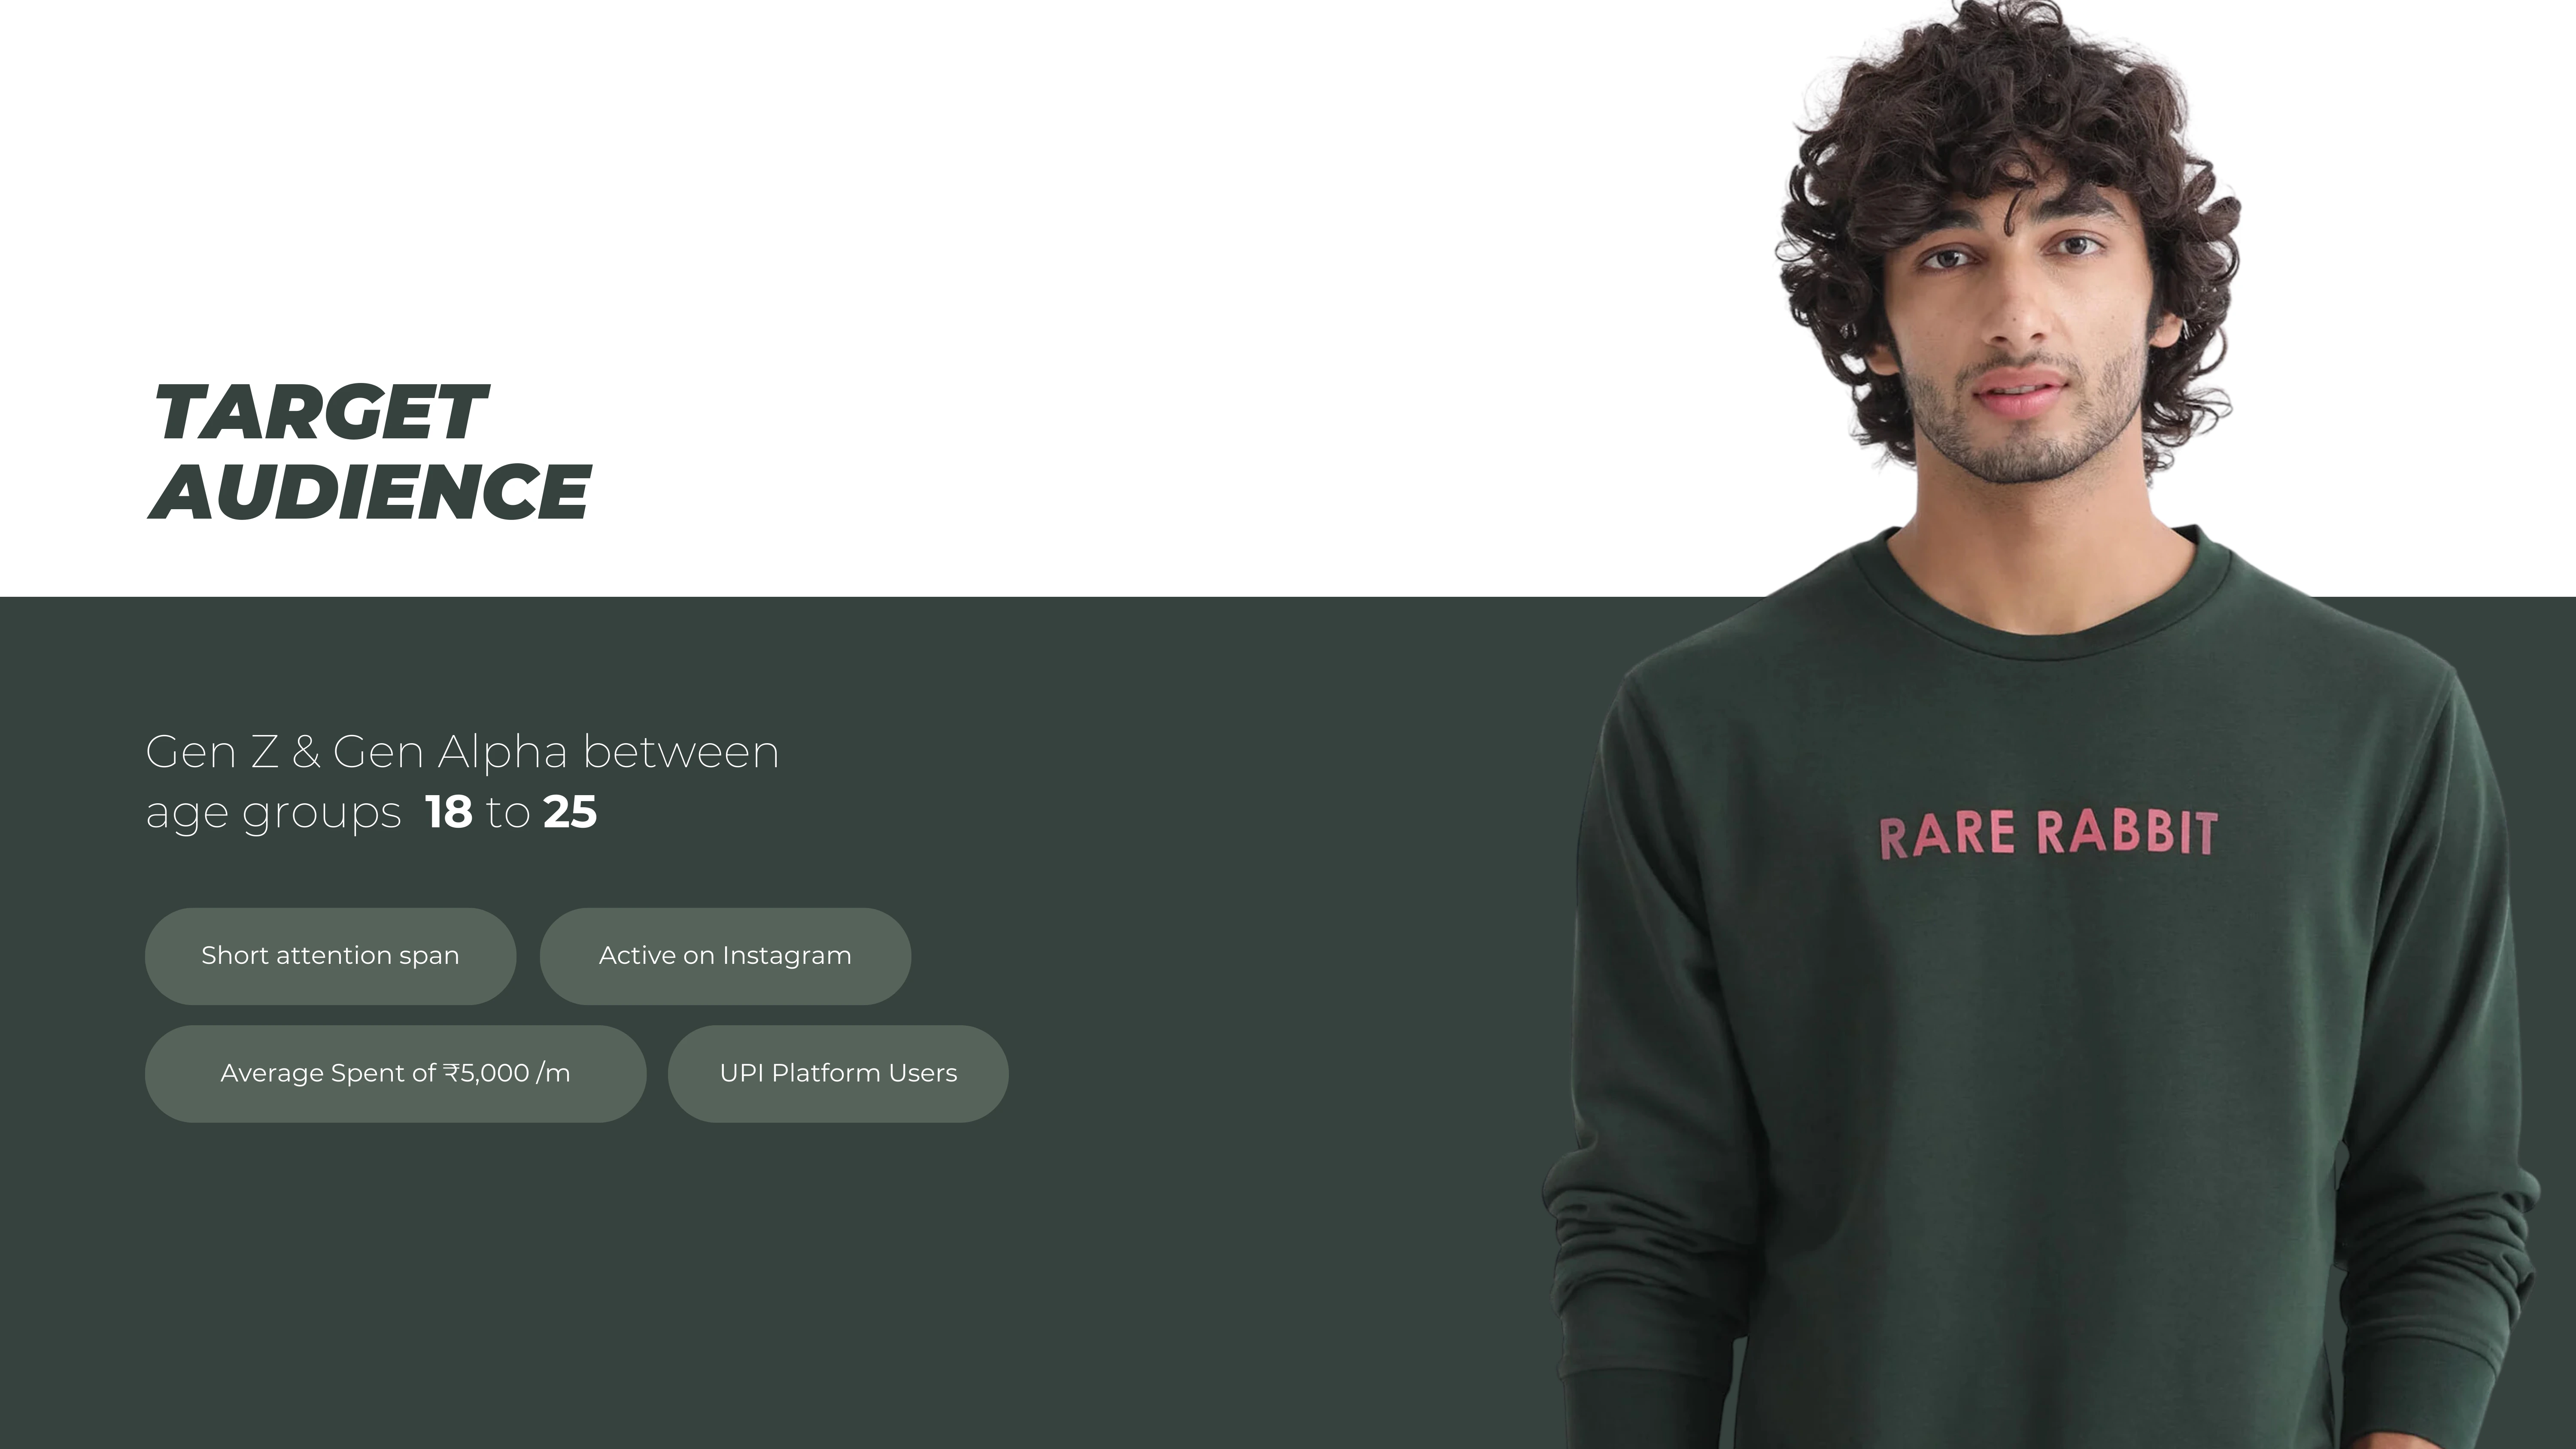 TARGET
AUDIENCE
Gen Z & Gen Alpha between
age groups 18 to 25
Short attention span
Active on Instagram
Average Spent of ₹5,000 /m
UPI Platform Users
RARE RABBIT